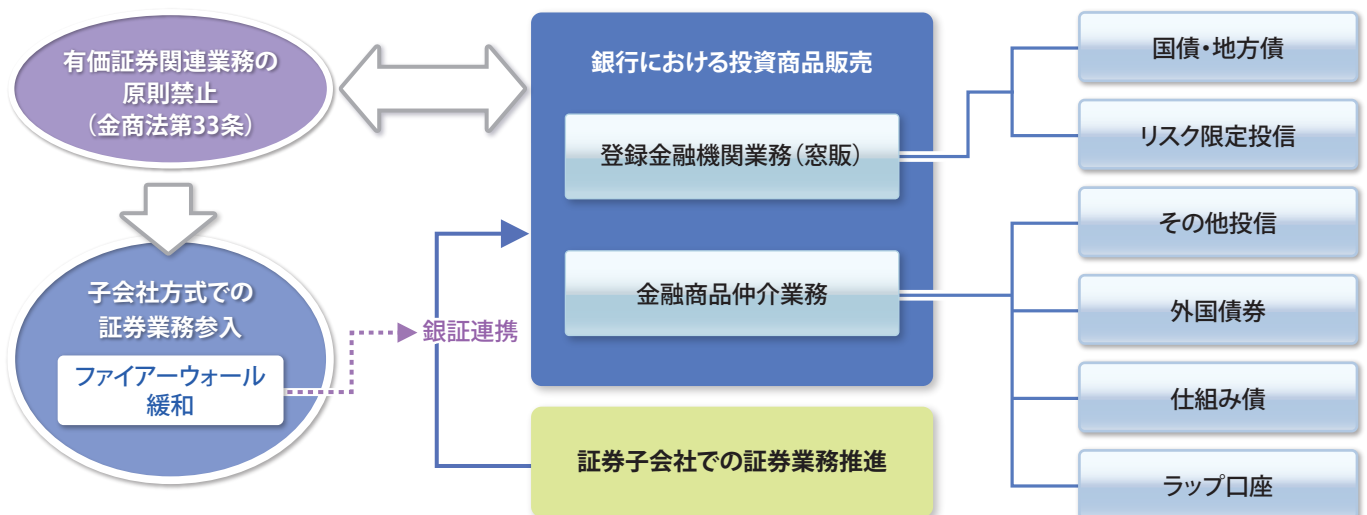 有価証券関連業務の
原則禁止
（金商法第33条）
子会社方式での
証券業務参入
ファイアーウォール
緩和
銀証連携
銀行における投資商品販売
登録金融機関業務（窓販）
金融商品仲介業務
証券子会社での証券業務推進
国債・地方債
リスク限定投信
その他投信
外国債券
仕組み債
ラップ口座